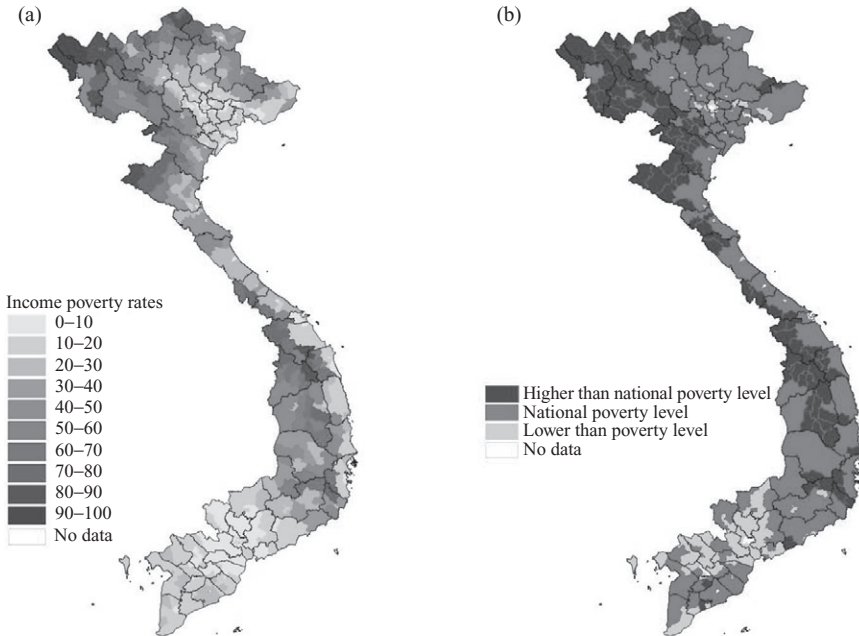 (a)
Income poverty rates
0–10
10–20
20–30
30–40
40–50
50–60
60–70
70–80
80–90
90–100
No data
(b)
Higher than national poverty level
National poverty level
Lower than poverty level
No data